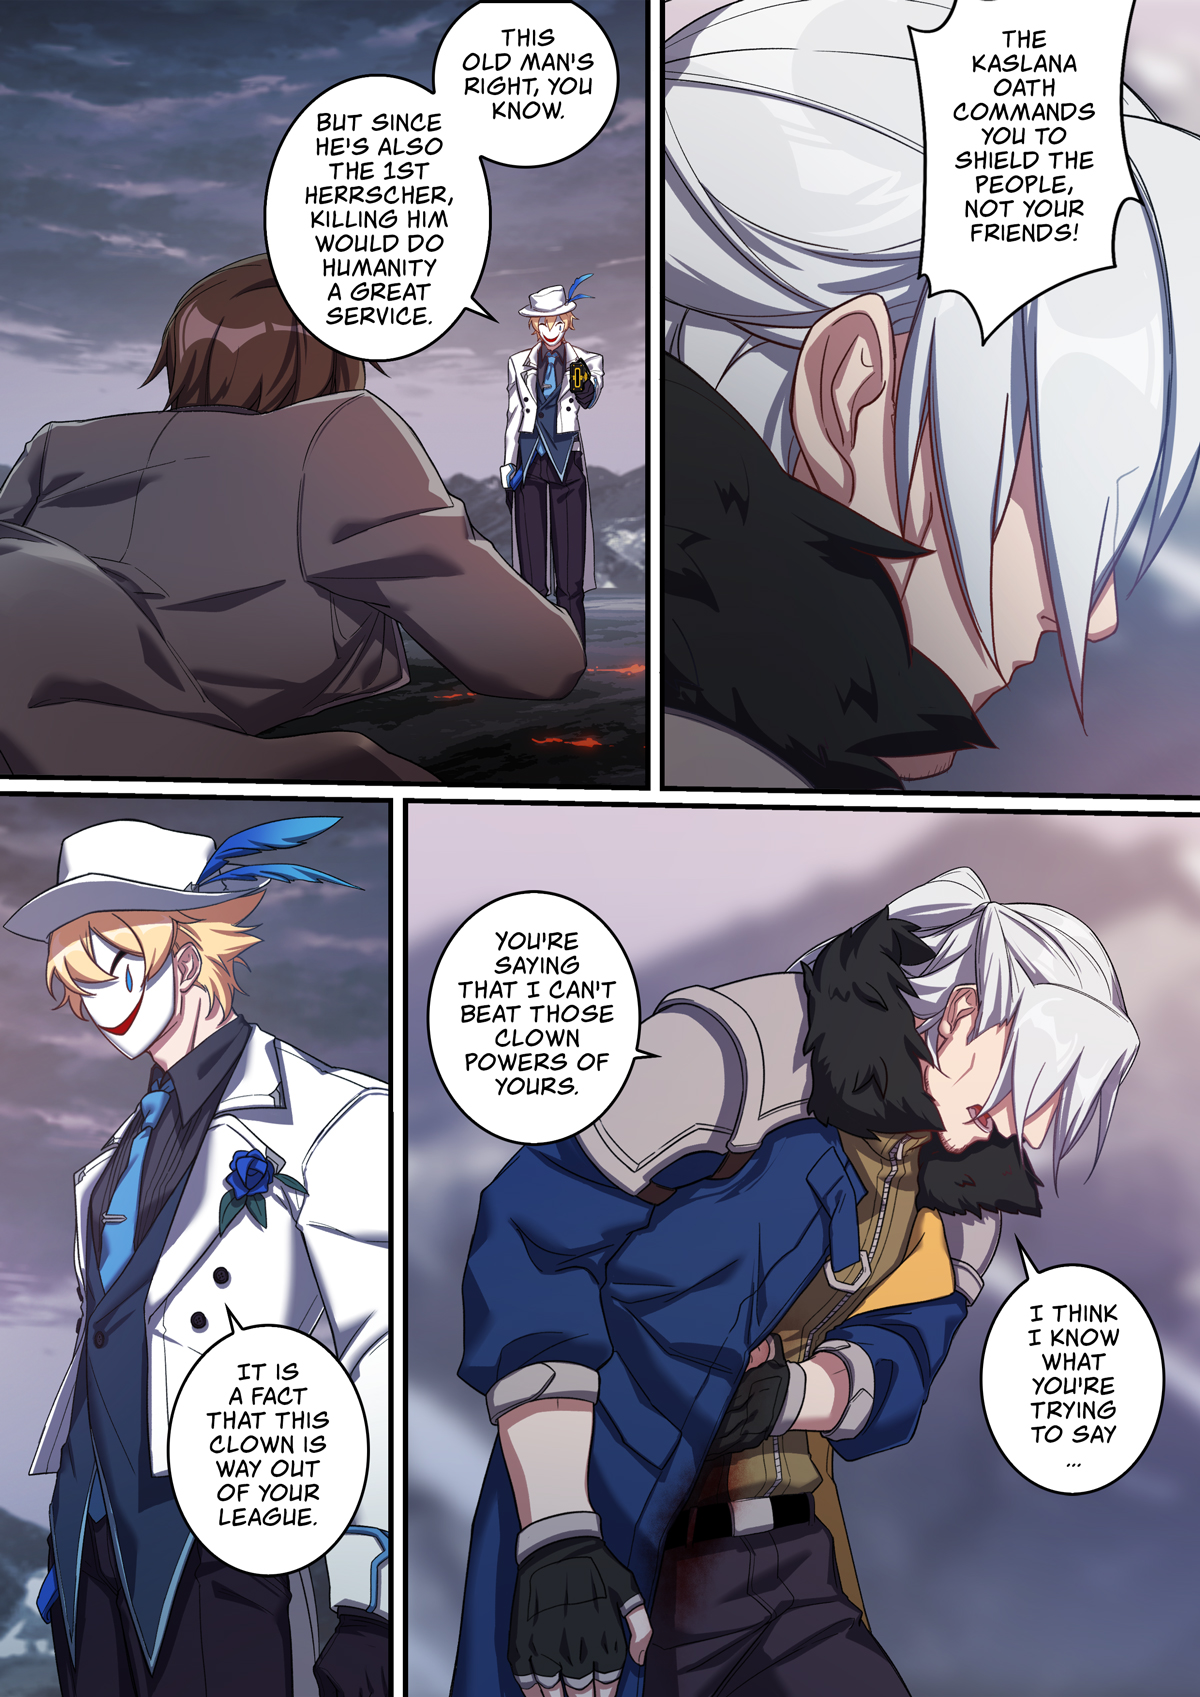 THIS
OLD MAN'S
RIGHT, YOU
KNOW.
BUT SINCE
HE'S ALSO
THE 1ST
HERRSCHER,
KILLING HIM
WOULD DO
HUMANITY
A GREAT
SERVICE.
THE
KASLANA
OATH
COMMANDS
YOU TO
SHIELD THE
PEOPLE,
NOT YOUR
FRIENDS!
IT IS
A FACT
THAT THIS
CLOWN IS
WAY OUT
OF YOUR
LEAGUE.
YOU'RE
SAYING
THAT I CAN'T
BEAT THOSE
CLOWN
POWERS OF
YOURS.
I THINK
I KNOW
WHAT
YOU'RE
TRYING
TO SAY
...